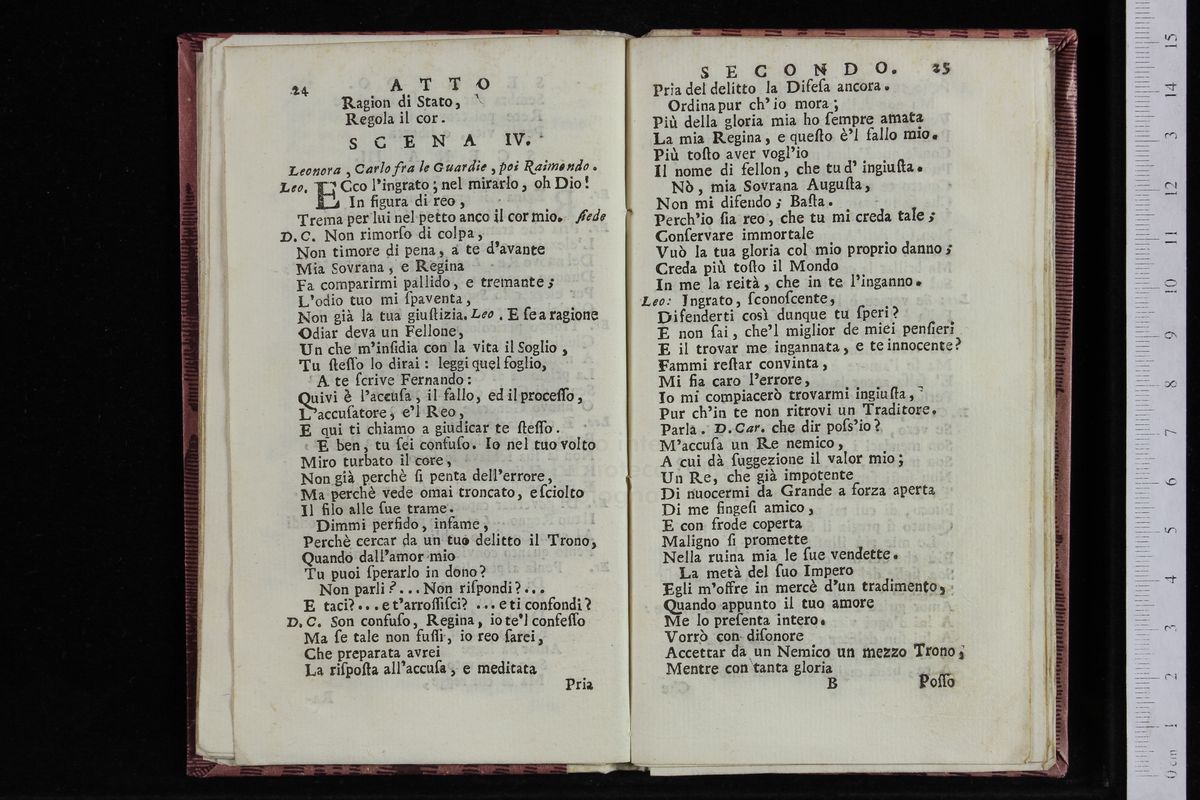 24
A T T O
Ragion di Stato,
Regola il cor.
S C E N A IV.
Leonora, Carlo fra le Guardie, poi Raimondo.
Leo. ECco l'ingrato; nel mirarlo, oh Dio!
In figura di reo,
Trema per lui nel petto anco il cor mio. ſiede
D. C. Non rimorſo di colpa,
Non timore di pena, a te d'avante
Mia Sovrana, e Regina
Fa comparirmi pallido, e tremante;
L'odio tuo mi ſpaventa,
Non già la tua giuſtizia. Leo. E ſe a ragione
Odiar deva un Fellone,
Un che m'inſidia con la vita il Soglio,
Tu ſteſſo lo dirai: leggi quel foglio,
A te ſcrive Fernando:
Quivi è l'accuſa, il fallo, ed il proceſſo,
L'accuſatore, e'l Reo,
E qui ti chiamo a giudicar te ſteſſo.
E ben, tu ſei confuſo. Io nel tuo volto
Miro turbato il core,
Non già perchè ſi penta dell'errore,
Ma perchè vede omai troncato, e ſciolto
Il filo alle ſue trame.
Dimmi perfido, infame,
Perchè cercar da un tuo delitto il Trono,
Quando dall'amor mio
Tu puoi ſperarlo in dono?
Non parli?... Non riſpondi?...
E taci?... e t'arroſſiſci? ... e ti confondi?
D. C. Son confuſo, Regina, io te'l confeſſo
Ma ſe tale non fuſſi, io reo ſarei,
Che preparata avrei
La riſpoſta all'accuſa, e meditata
Pria
S E C O N D O. 25
Pria del delitto la Difeſa ancora.
Ordina pur ch'io mora;
Più della gloria mia ho ſempre amata
La mia Regina, e queſto è'l fallo mio.
Più toſto aver vogl'io
Il nome di fellon, che tu d'ingiuſta.
Nò, mia Sovrana Auguſta,
Non mi difendo; Baſta.
Perch'io ſia reo, che tu mi creda tale;
Conſervare immortale
Vuò la tua gloria col mio proprio danno;
Creda più toſto il Mondo
In me la reità, che in te l'inganno.
Leo: Ingrato, ſconoſcente,
Difenderti così dunque tu ſperi?
E non ſai, che'l miglior de miei penſieri
E il trovar me ingannata, e te innocente?
Fammi reſtar convinta,
Mi ſia caro l'errore,
Io mi compiacerò trovarmi ingiuſta,
Pur ch'in te non ritrovi un Traditore.
Parla. D. Car. che dir poſs'io?
M'accuſa un Re nemico,
A cui dà ſuggezione il valor mio;
Un Re, che già impotente
Di nuocermi da Grande a forza aperta
Di me fingeſi amico,
E con frode coperta
Maligno ſi promette
Nella ruina mia le ſue vendette.
La metà del ſuo Impero
Egli m'offre in mercè d'un tradimento,
Quando appunto il tuo amore
Me lo preſenta intero.
Vorrò con diſonore
Accettar da un Nemico un mezzo Trono,
Mentre con tanta gloria
B
Poſſo
15
14
13
12
11
10
9
8
7
6
5
4
3
2
1
0 cm